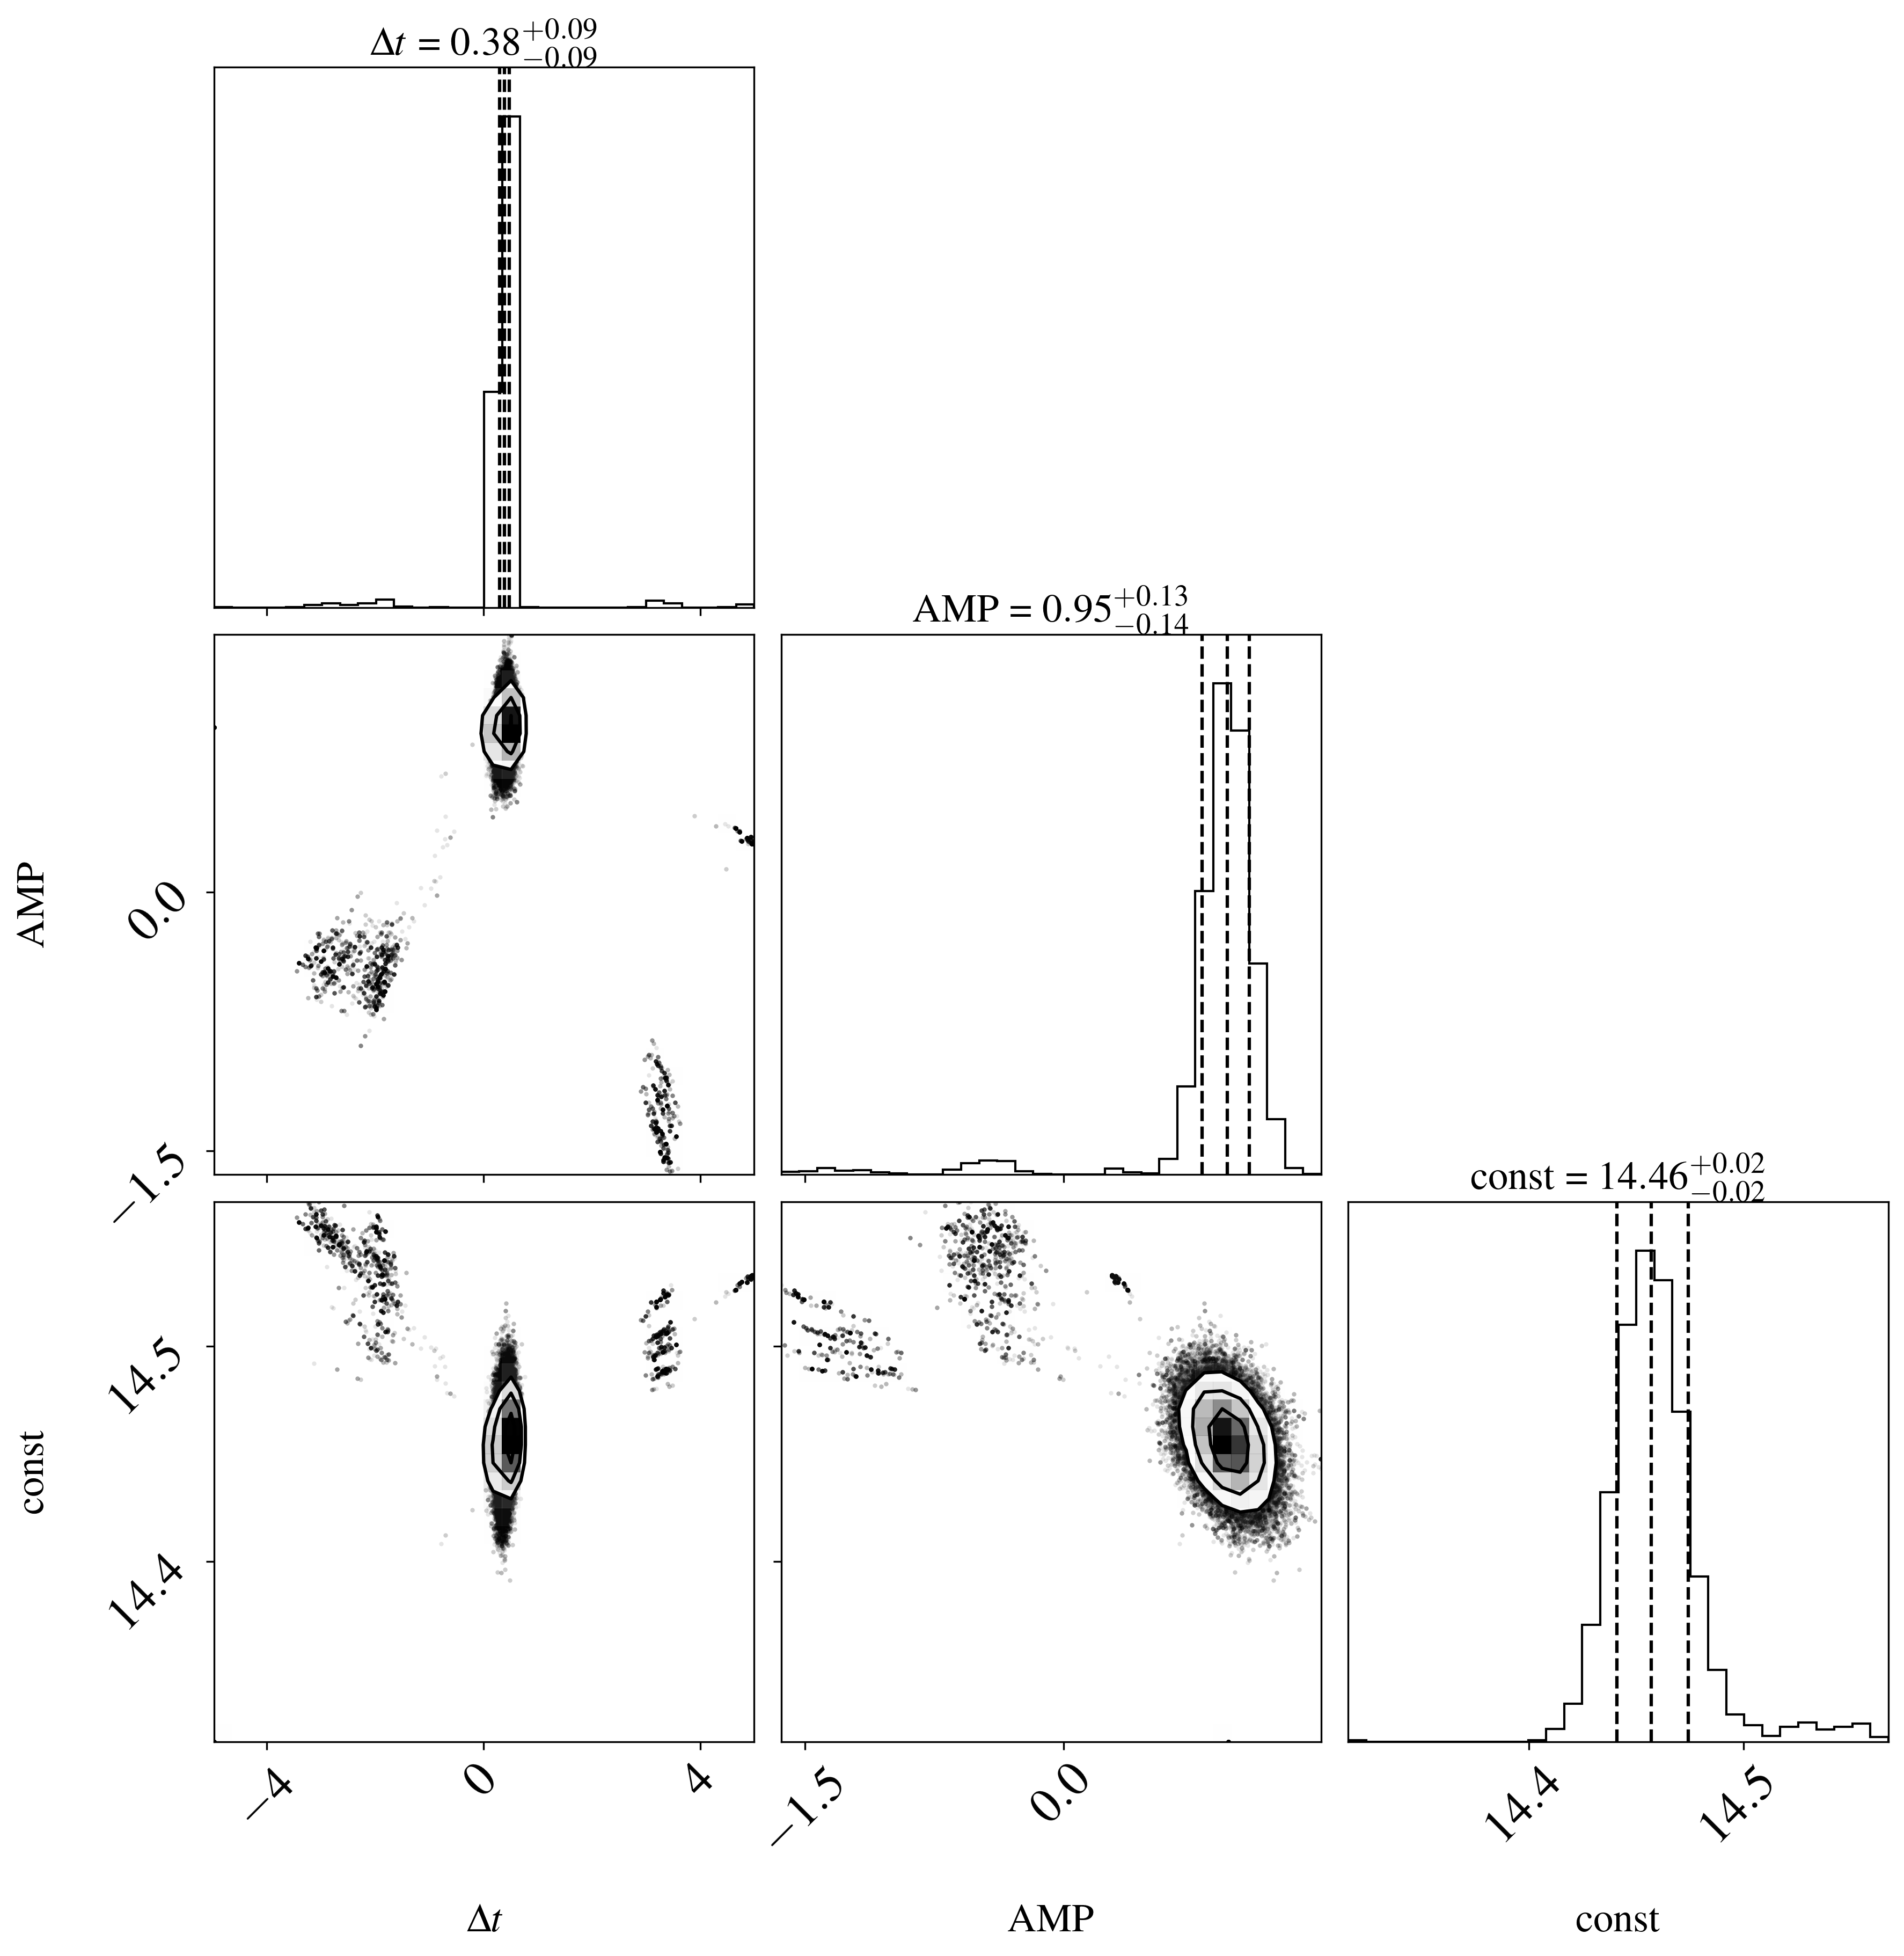 Δt = 0.38+0.09−0.09
AMP = 0.95+0.13−0.14
AMP
0.0
−1.5
const = 14.46+0.02−0.02
const
14.5
14.4
−4
0
4
−1.5
0.0
14.4
14.5
Δt
AMP
const